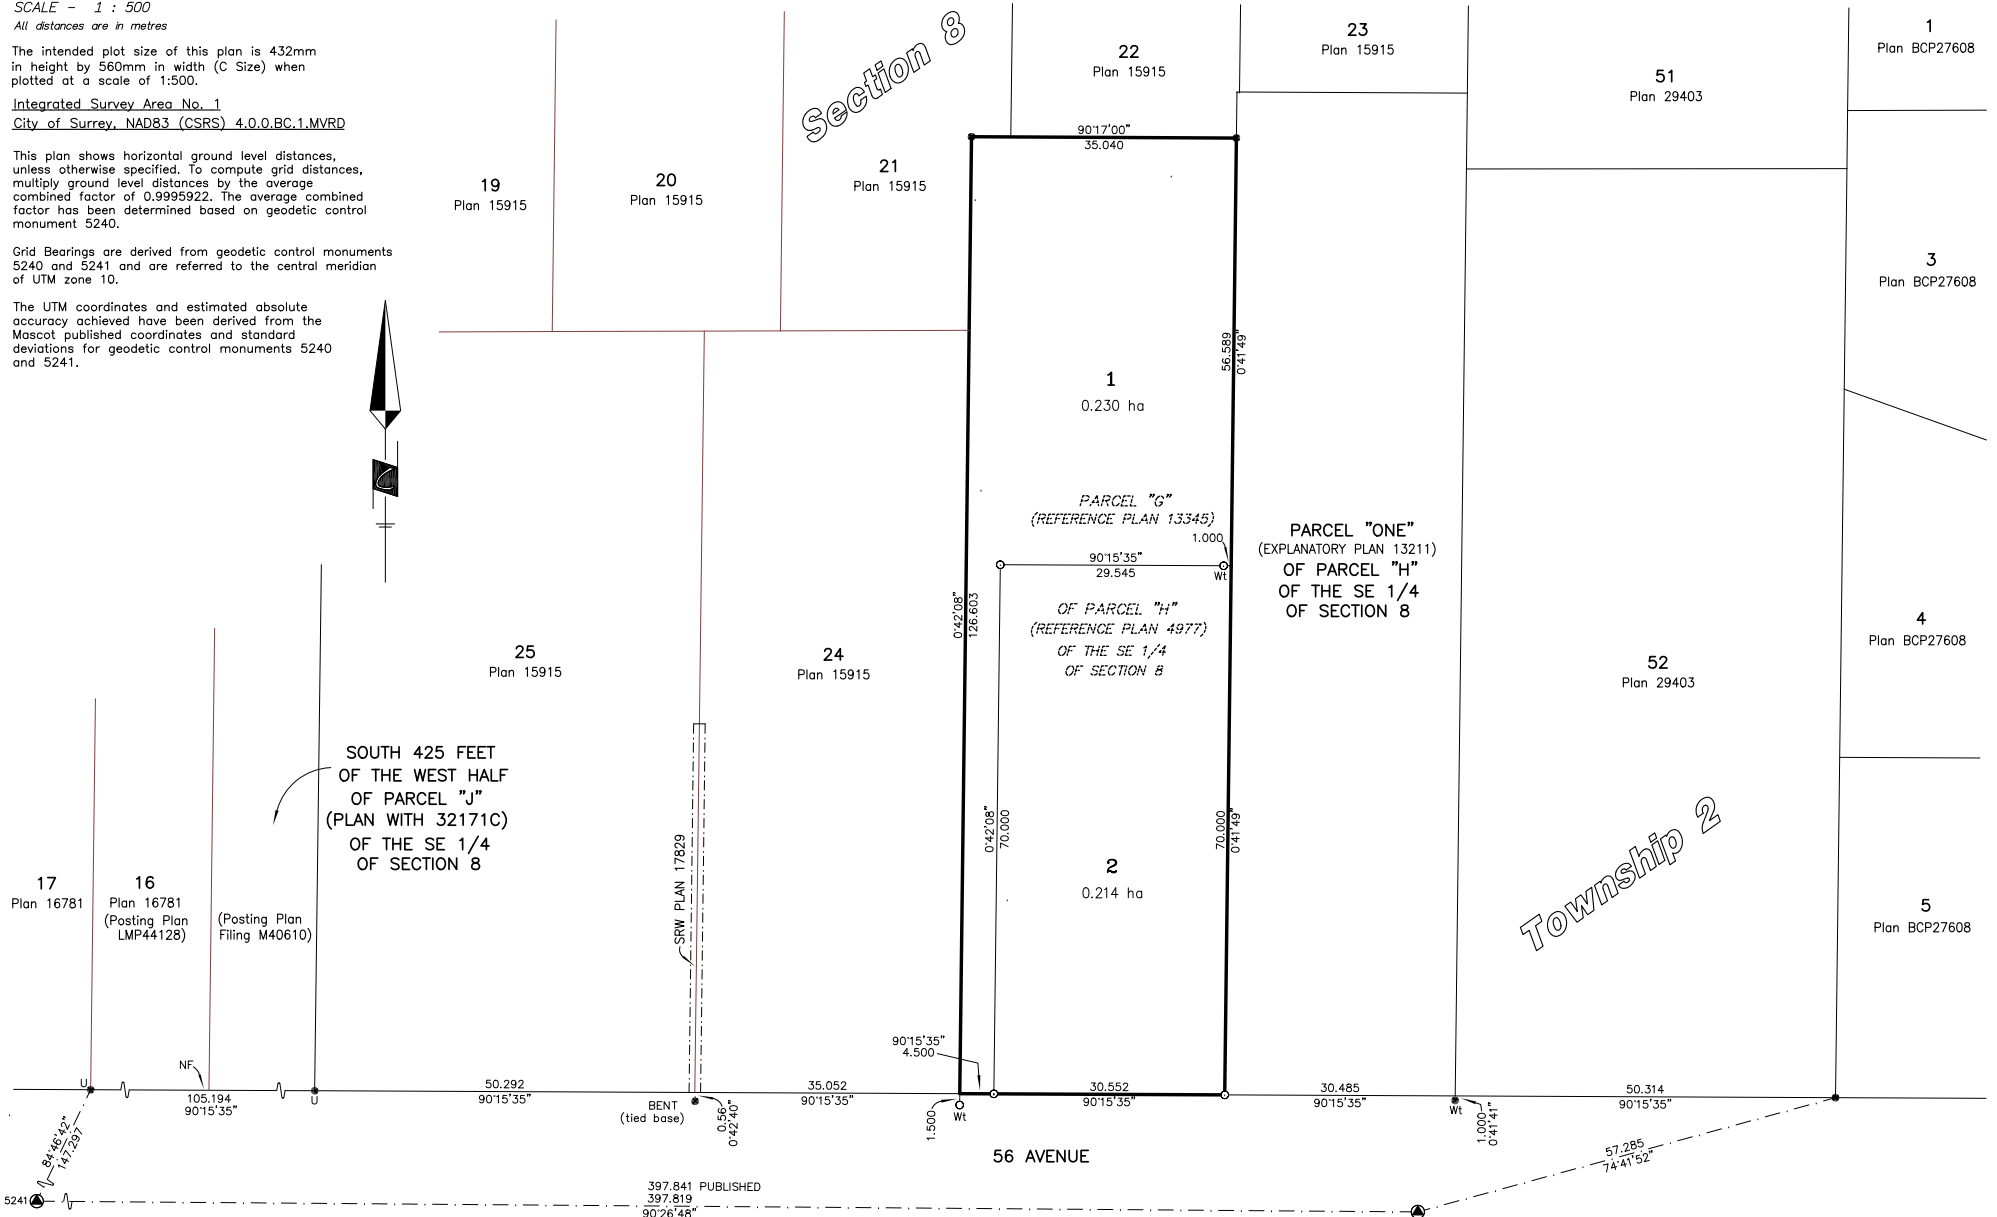 SCALE - 1 : 500
All distances are in metres
The intended plot size of this plan is 432mm
in height by 560mm in width (C Size) when
plotted at a scale of 1:500.
Integrated Survey Area No. 1
City of Surrey, NAD83 (CSRS) 4.0.0.BC.1.MVRD
This plan shows horizontal ground level distances,
unless otherwise specified. To compute grid distances,
multiply ground level distances by the average
combined factor of 0.9995922. The average combined
factor has been determined based on geodetic control
monument 5240.
Grid Bearings are derived from geodetic control monuments
5240 and 5241 and are referred to the central meridian
of UTM zone 10.
The UTM coordinates and estimated absolute
accuracy achieved have been derived from the
Mascot published coordinates and standard
deviations for geodetic control monuments 5240
and 5241.
Section 8
19
Plan 15915
20
Plan 15915
21
Plan 15915
22
Plan 15915
23
Plan 15915
51
Plan 29403
1
Plan BCP27608
3
Plan BCP27608
90°17'00"
35.040
56.589
0°41'49"
1
0.230 ha
PARCEL "G"
(REFERENCE PLAN 13345)
1.000
90°15'35"
29.545
Wt
OF PARCEL "H"
(REFERENCE PLAN 4977)
OF THE SE 1/4
OF SECTION 8
0°42'08"
126.603
PARCEL "ONE"
(EXPLANATORY PLAN 13211)
OF PARCEL "H"
OF THE SE 1/4
OF SECTION 8
4
Plan BCP27608
52
Plan 29403
25
Plan 15915
24
Plan 15915
SOUTH 425 FEET
OF THE WEST HALF
OF PARCEL "J"
(PLAN WITH 32171C)
OF THE SE 1/4
OF SECTION 8
SRW PLAN 17829
0°42'08"
70.000
70.000
0°41'49"
2
0.214 ha
Township 2
5
Plan BCP27608
17
Plan 16781
16
Plan 16781
(Posting Plan
LMP44128)
(Posting Plan
Filing M40610)
90°15'35"
4.500
NF
U
105.194
90°15'35"
U
50.292
90°15'35"
BENT
(tied base)
0.56
0°42'40"
35.052
90°15'35"
1.500
Wt
30.552
90°15'35"
30.485
90°15'35"
Wt
1.000
0°41'41"
50.314
90°15'35"
84°46'42"
147.297
56 AVENUE
57.285
74°41'52"
5241
397.841 PUBLISHED
397.819
90°26'48"